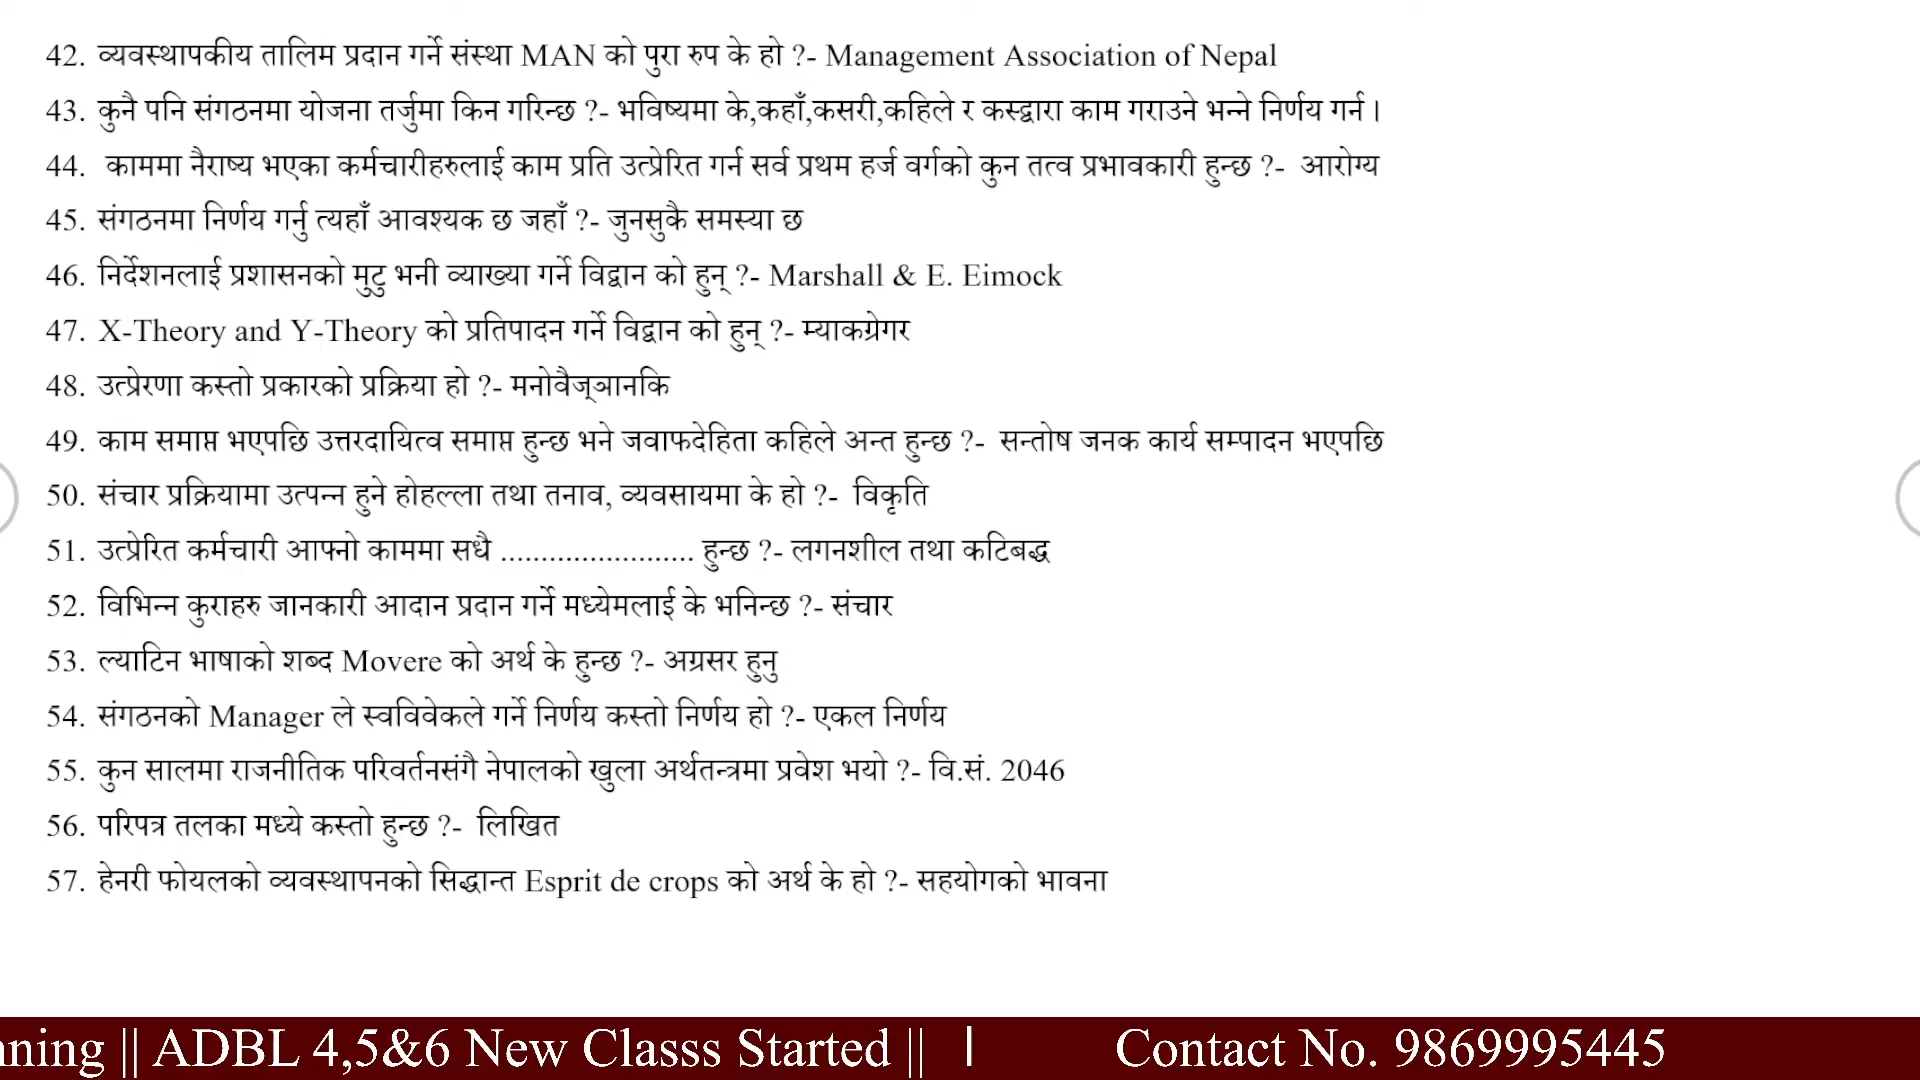 42. व्यवस्थापकीय तालिम प्रदान गर्ने संस्था MAN को पुरा रुप के हो ?- Management Association of Nepal
43. कुनै पनि संगठनमा योजना तर्जुमा किन गरिन्छ ?- भविष्यमा के,कहाँ,कसरी,कहिले र कस्द्वारा काम गराउने भन्ने निर्णय गर्न ।
44. काममा नैराष्य भएका कर्मचारीहरुलाई काम प्रति उत्प्रेरित गर्न सर्व प्रथम हर्ज वर्गको कुन तत्व प्रभावकारी हुन्छ ?- आरोग्य
45. संगठनमा निर्णय गर्नु त्यहाँ आवश्यक छ जहाँ ?- जुनसुकै समस्या छ
46. निर्देशनलाई प्रशासनको मुटु भनी व्याख्या गर्ने विद्वान को हुन् ?- Marshall & E. Eimock
47. X-Theory and Y-Theory को प्रतिपादन गर्ने विद्वान को हुन् ?- म्याकग्रेगर
48. उत्प्रेरणा कस्तो प्रकारको प्रक्रिया हो ?- मनोवैज्ञानकि
49. काम समाप्त भएपछि उत्तरदायित्व समाप्त हुन्छ भने जवाफदेहिता कहिले अन्त हुन्छ ?- सन्तोष जनक कार्य सम्पादन भएपछि
50. संचार प्रक्रियामा उत्पन्न हुने होहल्ला तथा तनाव, व्यवसायमा के हो ?- विकृति
51. उत्प्रेरित कर्मचारी आफ्नो काममा सधै ........................ हुन्छ ?- लगनशील तथा कटिबद्ध
52. विभिन्न कुराहरु जानकारी आदान प्रदान गर्ने मध्येमलाई के भनिन्छ ?- संचार
53. ल्याटिन भाषाको शब्द Movere को अर्थ के हुन्छ ?- अग्रसर हुनु
54. संगठनको Manager ले स्वविवेकले गर्ने निर्णय कस्तो निर्णय हो ?- एकल निर्णय
55. कुन सालमा राजनीतिक परिवर्तनसंगै नेपालको खुला अर्थतन्त्रमा प्रवेश भयो ?- वि.सं. 2046
56. परिपत्र तलका मध्ये कस्तो हुन्छ ?- लिखित
57. हेनरी फोयलको व्यवस्थापनको सिद्धान्त Esprit de crops को अर्थ के हो ?- सहयोगको भावना
ning || ADBL 4,5&6 New Classs Started || | Contact No. 9869995445